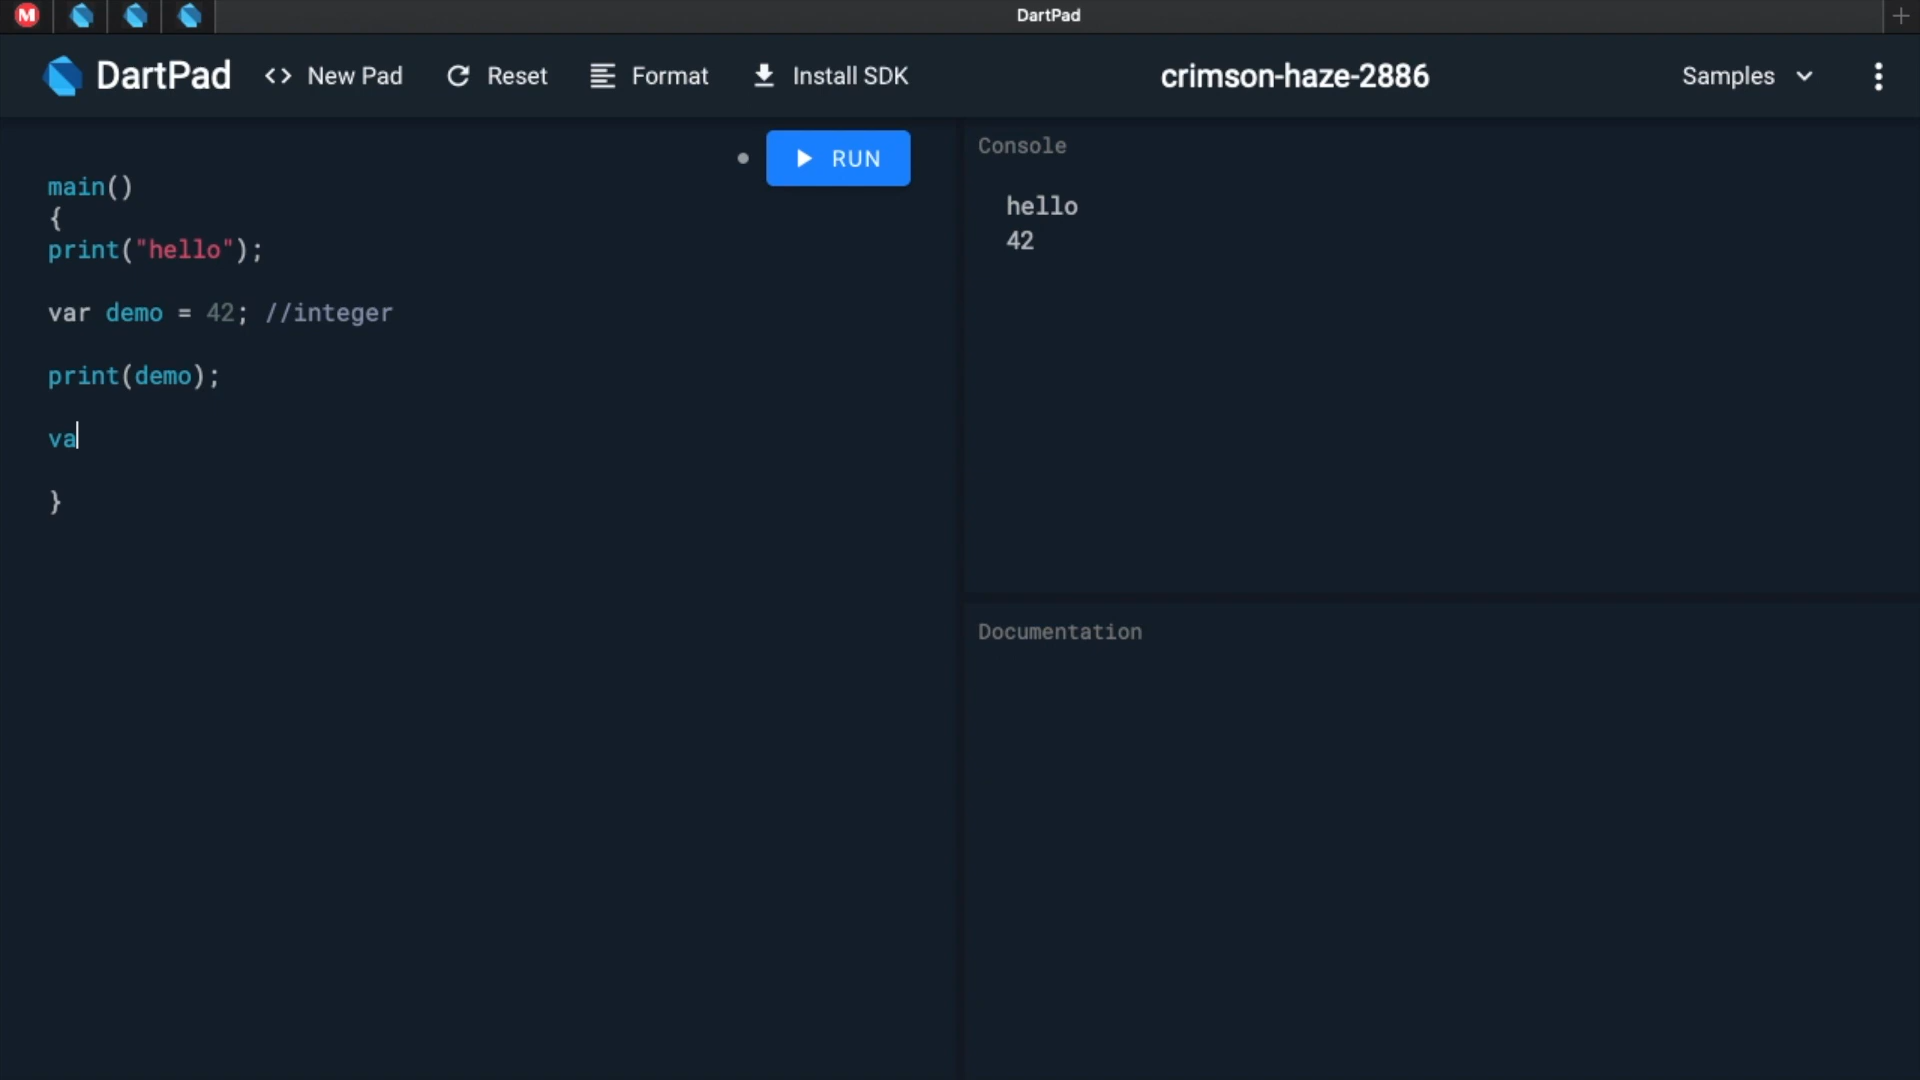 M
DartPad
DartPad <> New Pad Reset Format Install SDK crimson-haze-2886 Samples
RUN
main()
{
print("hello");
var demo = 42; //integer
print(demo);
va
}
Console
hello
42
Documentation